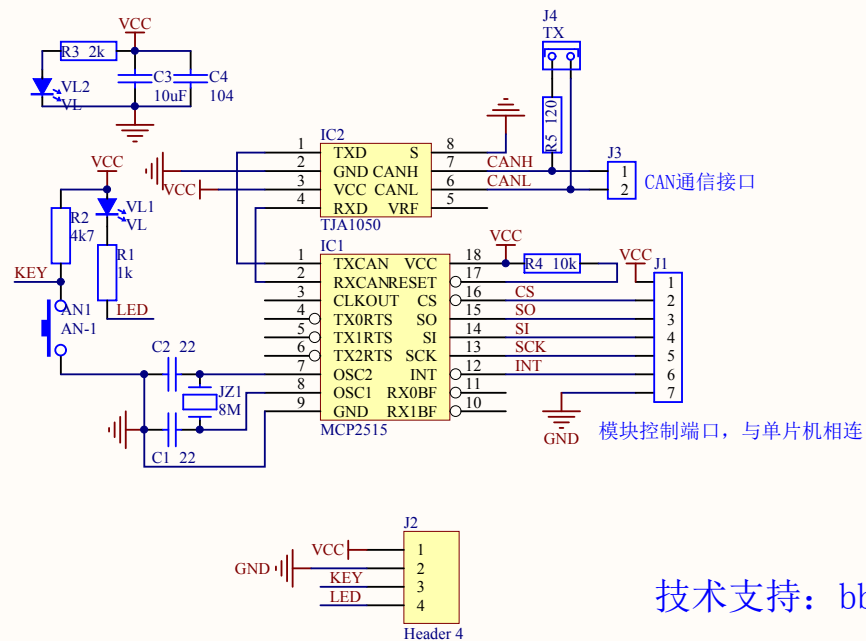 VCC
R3 2k
VL2
VL
C3
10uF
C4
104
J4
TX
R5 120
IC2
1 TXD S 8
2 GND CANH 7 CANH
3 VCC CANL 6 CANL
4 RXD VRF 5
TJA1050
VCC
J3
1
2
CAN通信接口
VCC
VL1
VL
R2
4k7
R1
1k
KEY
LED
AN1
AN-1
IC1
1 TXCAN VCC 18
2 RXCAN RESET 17
3 CLKOUT CS 16 CS
4 TX0RTS SO 15 SO
5 TX1RTS SI 14 SI
6 TX2RTS SCK 13 SCK
7 OSC2 INT 12 INT
8 OSC1 RX0BF 11
9 GND RX1BF 10
MCP2515
VCC
R4 10k
VCC
J1
1
2
3
4
5
6
7
GND
模块控制端口，与单片机相连
C2 22
JZ1
8M
C1 22
J2
VCC 1
GND 2
KEY 3
LED 4
Header 4
技术支持：bb